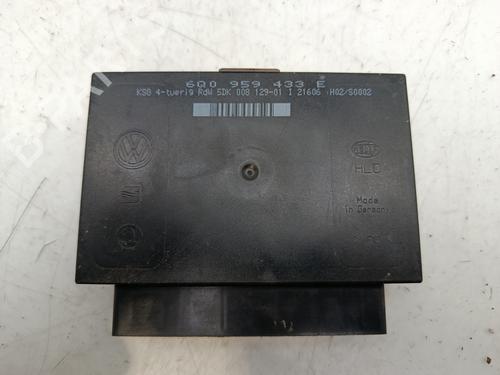 6Q0 959 433 E
KSG 4-tuerig RdW 5DK 008 129-01 I 21606 H02/S0002
HLO
Made
in Germany